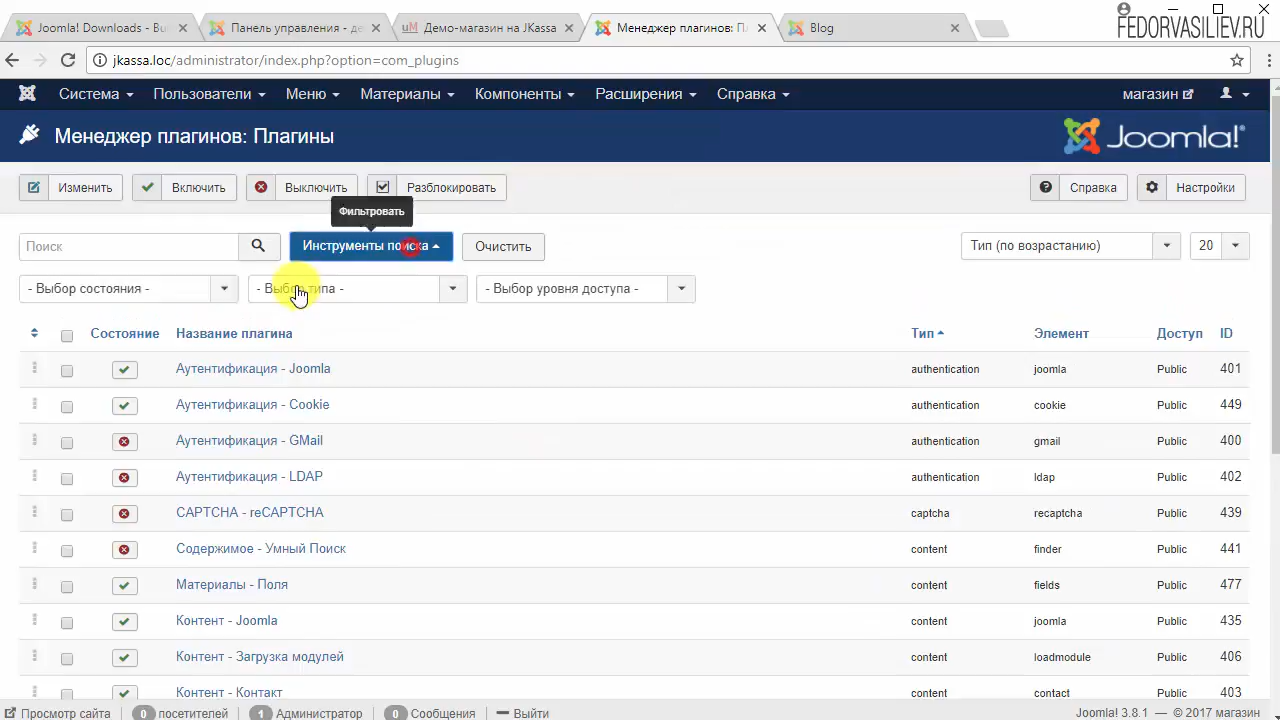 Joomla! Downloads - Bu
Панель управления - де
Демо-магазин на JKassa
Менеджер плагинов: П
Blog
FEDORVASILIEV.RU
jkassa.loc/administrator/index.php?option=com_plugins
Система Пользователи Меню Материалы Компоненты Расширения Справка магазин
Менеджер плагинов: Плагины
Joomla!
Изменить Включить Выключить Разблокировать Справка Настройки
Фильтровать
Поиск Инструменты поиска Очистить Тип (по возрастанию) 20
- Выбор состояния - - Выбор типа - - Выбор уровня доступа -
Состояние Название плагина Тип Элемент Доступ ID
Аутентификация - Joomla authentication joomla Public 401
Аутентификация - Cookie authentication cookie Public 449
Аутентификация - GMail authentication gmail Public 400
Аутентификация - LDAP authentication ldap Public 402
CAPTCHA - reCAPTCHA captcha recaptcha Public 439
Содержимое - Умный Поиск content finder Public 441
Материалы - Поля content fields Public 477
Контент - Joomla content joomla Public 435
Контент - Загрузка модулей content loadmodule Public 406
Контент - Контакт content contact Public 403
Просмотр сайта 0 посетителей 1 Администратор 0 Сообщения Выйти Joomla! 3.8.1 — © 2017 магазин